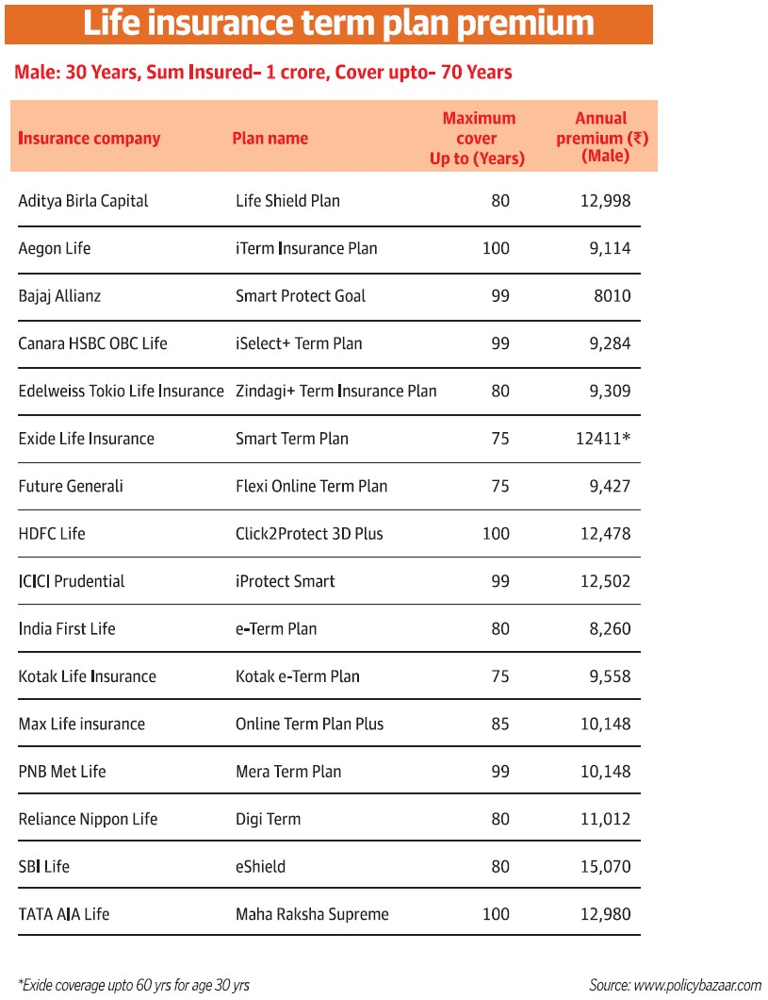 Life insurance term plan premium
Male: 30 Years, Sum Insured- 1 crore, Cover upto- 70 Years
Insurance company Plan name Maximum cover Up to (Years) Annual premium (₹) (Male)
Aditya Birla Capital Life Shield Plan 80 12,998
Aegon Life iTerm Insurance Plan 100 9,114
Bajaj Allianz Smart Protect Goal 99 8010
Canara HSBC OBC Life iSelect+ Term Plan 99 9,284
Edelweiss Tokio Life Insurance Zindagi+ Term Insurance Plan 80 9,309
Exide Life Insurance Smart Term Plan 75 12411*
Future Generali Flexi Online Term Plan 75 9,427
HDFC Life Click2Protect 3D Plus 100 12,478
ICICI Prudential iProtect Smart 99 12,502
India First Life e-Term Plan 80 8,260
Kotak Life Insurance Kotak e-Term Plan 75 9,558
Max Life insurance Online Term Plan Plus 85 10,148
PNB Met Life Mera Term Plan 99 10,148
Reliance Nippon Life Digi Term 80 11,012
SBI Life eShield 80 15,070
TATA AIA Life Maha Raksha Supreme 100 12,980
*Exide coverage upto 60 yrs for age 30 yrs Source: www.policybazaar.com